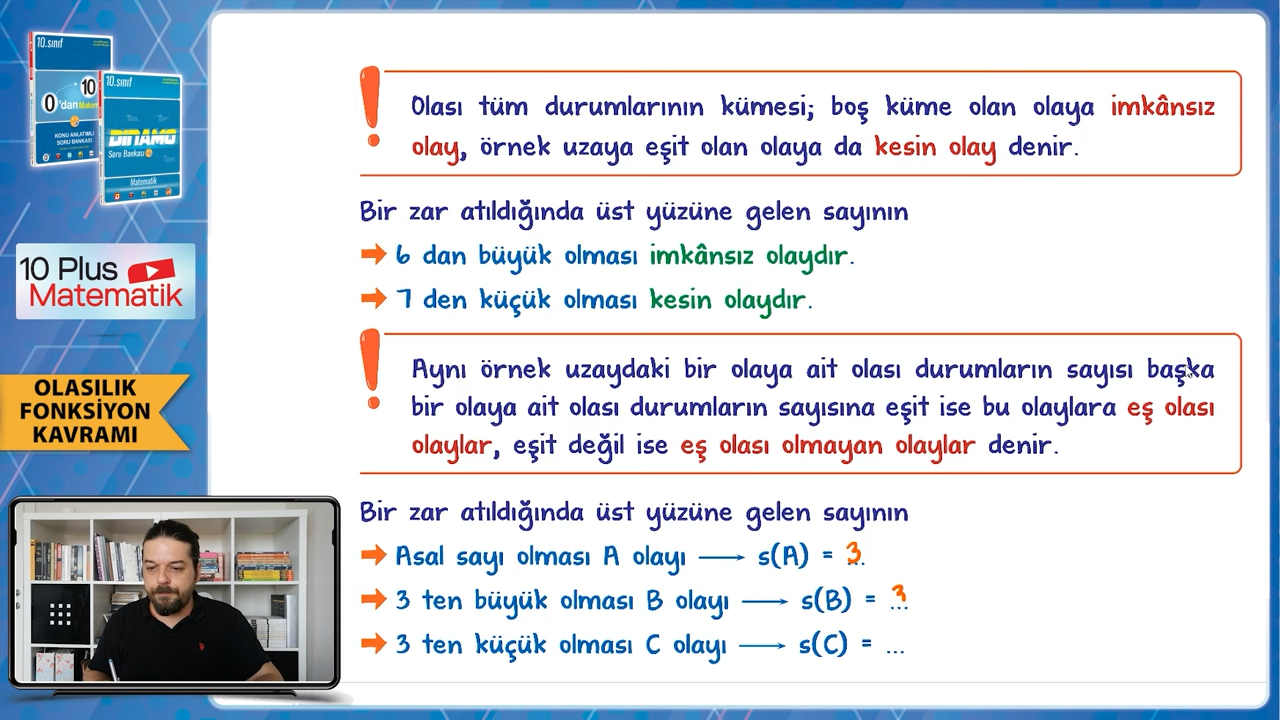 10.sınıf
0'dan 10
KONU ANLATIMLI
SORU BANKASI
10.sınıf
DİNAMO
Soru Bankası
Matematik
10 Plus
Matematik
OLASILIK
FONKSİYON
KAVRAMI
Olası tüm durumlarının kümesi; boş küme olan olaya imkânsız
olay, örnek uzaya eşit olan olaya da kesin olay denir.
Bir zar atıldığında üst yüzüne gelen sayının
6 dan büyük olması imkânsız olaydır.
7 den küçük olması kesin olaydır.
Aynı örnek uzaydaki bir olaya ait olası durumların sayısı başka
bir olaya ait olası durumların sayısına eşit ise bu olaylara eş olası
olaylar, eşit değil ise eş olası olmayan olaylar denir.
Bir zar atıldığında üst yüzüne gelen sayının
Asal sayı olması A olayı → s(A) = 3.
3 ten büyük olması B olayı → s(B) = 3...
3 ten küçük olması C olayı → s(C) = ...